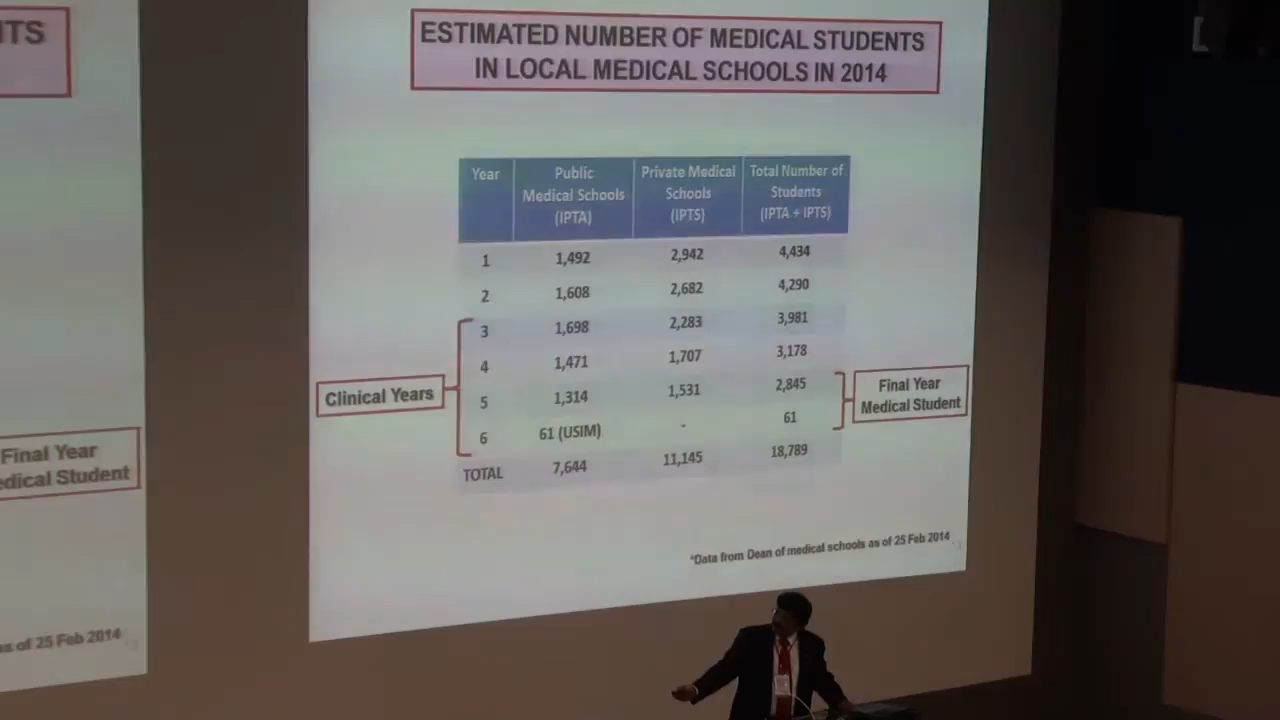 ITS
Final Year
edical Student
as of 25 Feb 2014
ESTIMATED NUMBER OF MEDICAL STUDENTS
IN LOCAL MEDICAL SCHOOLS IN 2014
Year Public Medical Schools (IPTA) Private Medical Schools (IPTS) Total Number of Students (IPTA + IPTS)
1 1,492 2,942 4,434
2 1,608 2,682 4,290
3 1,698 2,283 3,981
4 1,471 1,707 3,178
5 1,314 1,531 2,845
6 61 (USIM) - 61
TOTAL 7,644 11,145 18,789
Clinical Years
Final Year
Medical Student
*Data from Dean of medical schools as of 25 Feb 2014